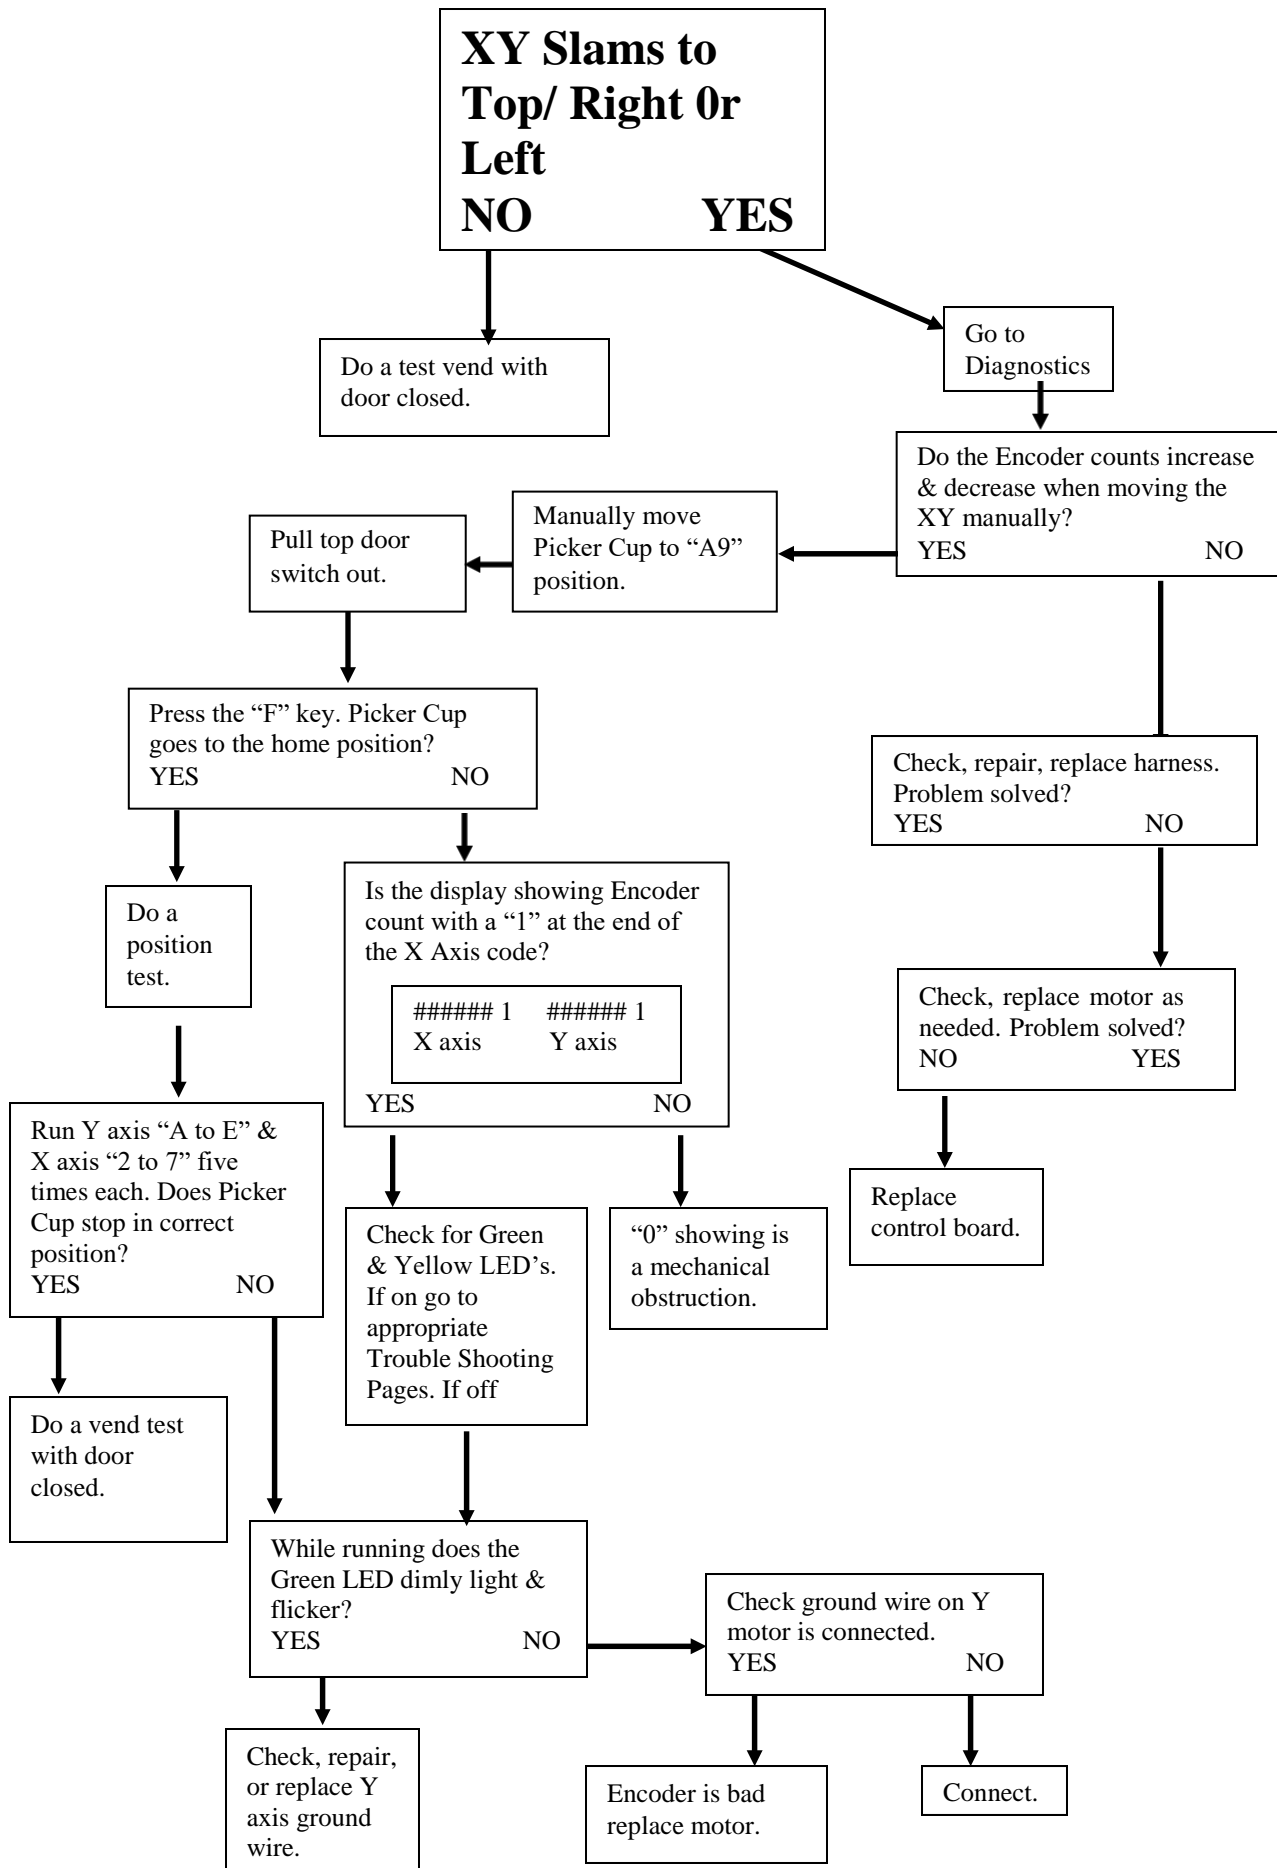 XY Slams to
Top/ Right 0r
Left
NO YES
Do a test vend with
door closed.
Go to
Diagnostics
Do the Encoder counts increase
& decrease when moving the
XY manually?
YES NO
Manually move
Picker Cup to “A9”
position.
Pull top door
switch out.
Press the “F” key. Picker Cup
goes to the home position?
YES NO
Check, repair, replace harness.
Problem solved?
YES NO
Do a
position
test.
Is the display showing Encoder
count with a “1” at the end of
the X Axis code?
###### 1 ###### 1
X axis Y axis
YES NO
Check, replace motor as
needed. Problem solved?
NO YES
Run Y axis “A to E” &
X axis “2 to 7” five
times each. Does Picker
Cup stop in correct
position?
YES NO
Check for Green
& Yellow LED’s.
If on go to
appropriate
Trouble Shooting
Pages. If off
“0” showing is
a mechanical
obstruction.
Replace
control board.
Do a vend test
with door
closed.
While running does the
Green LED dimly light &
flicker?
YES NO
Check ground wire on Y
motor is connected.
YES NO
Check, repair,
or replace Y
axis ground
wire.
Encoder is bad
replace motor.
Connect.